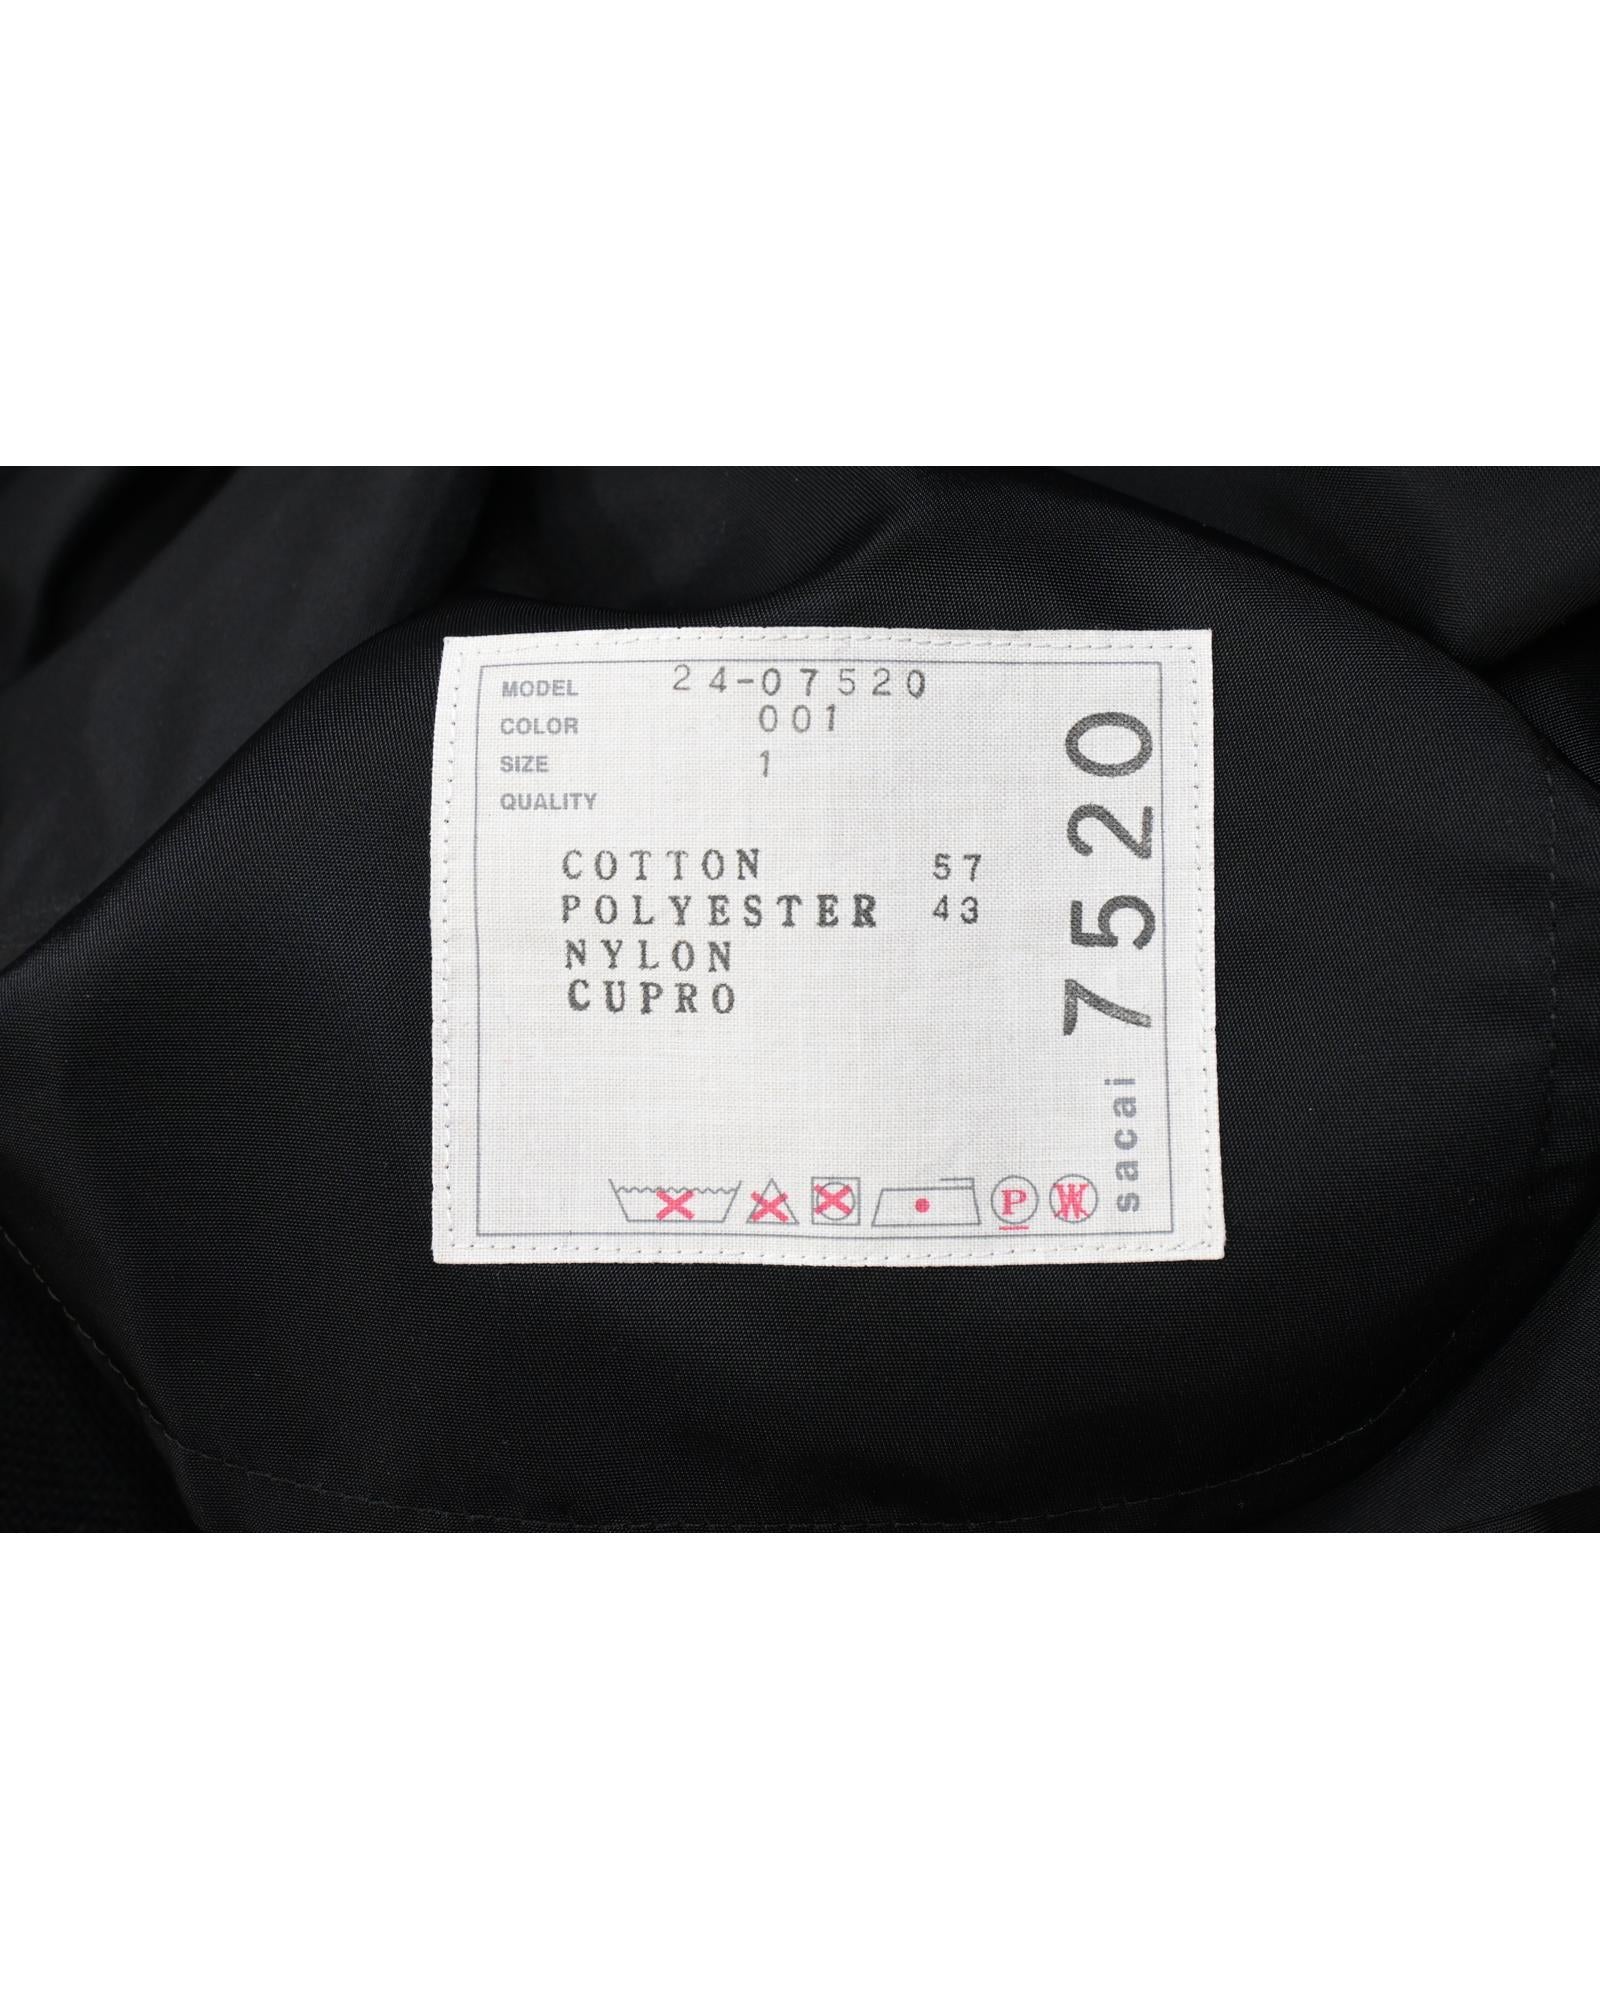 MODEL 24-07520
COLOR 001
SIZE 1
QUALITY
COTTON 57
POLYESTER 43
NYLON
CUPRO
sacai 7520
P
W